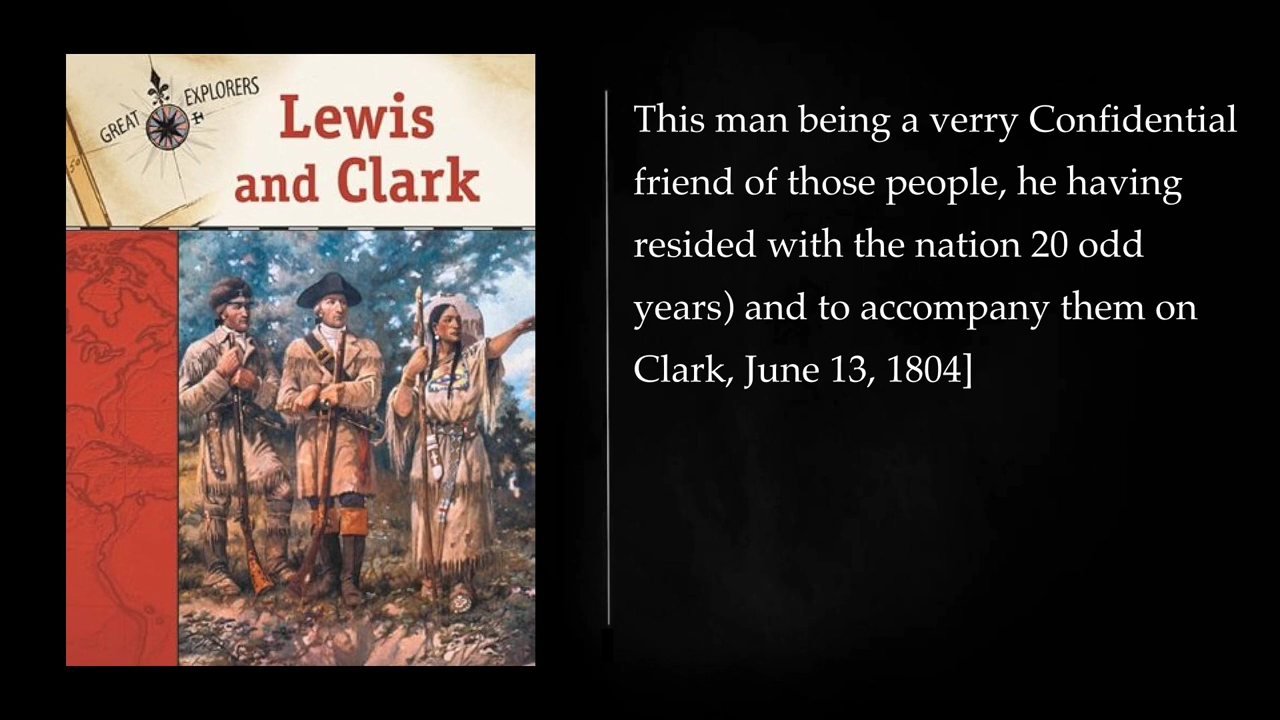 GREAT EXPLORERS
Lewis
and Clark
50
This man being a verry Confidential
friend of those people, he having
resided with the nation 20 odd
years) and to accompany them on
Clark, June 13, 1804]